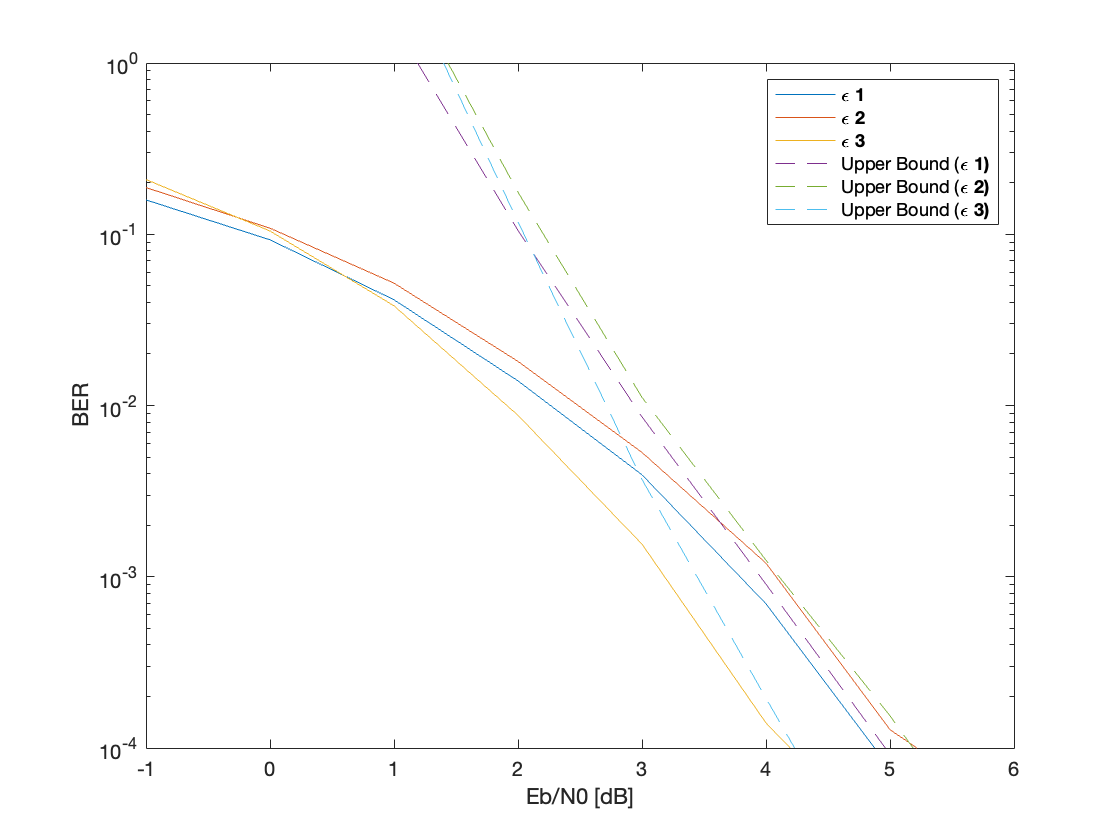 10^0
10^-1
10^-2
10^-3
10^-4
BER
-1 0 1 2 3 4 5 6
Eb/N0 [dB]
ϵ 1
ϵ 2
ϵ 3
Upper Bound (ϵ 1)
Upper Bound (ϵ 2)
Upper Bound (ϵ 3)